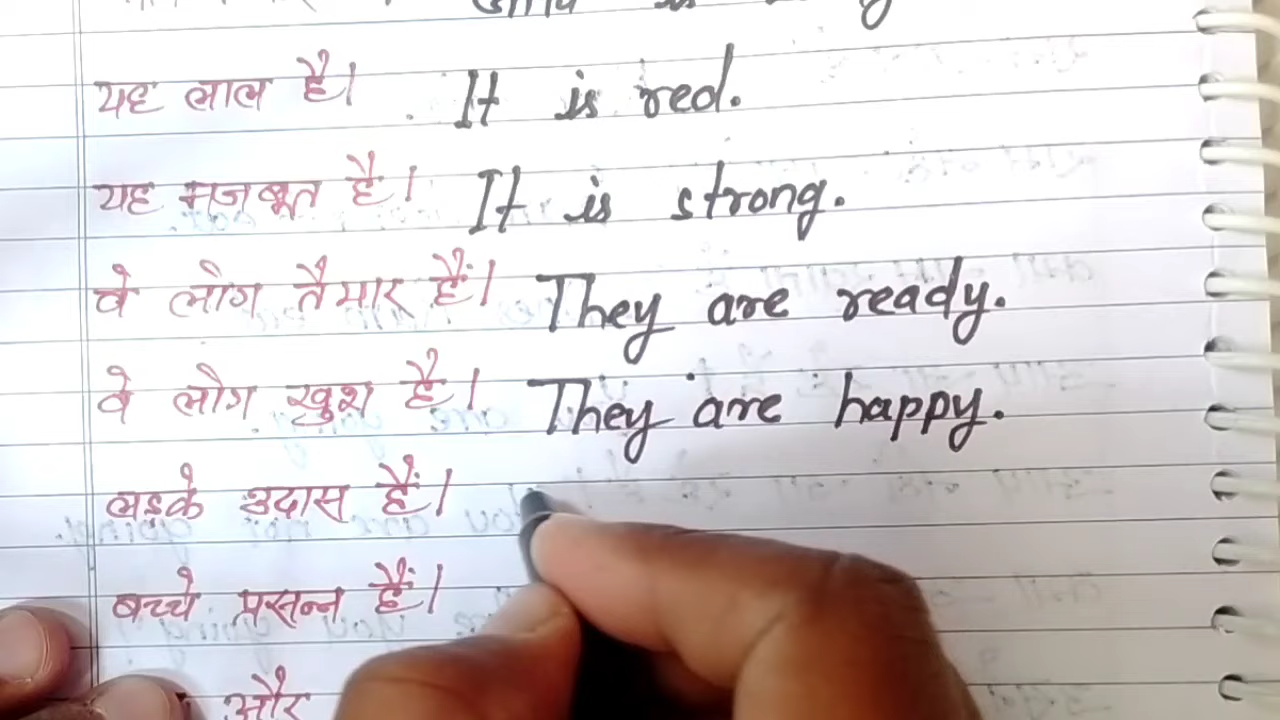 is
यह लाल है। It is red.
यह मजबूत है। It is strong.
वे लोग तैयार हैं। They are ready.
वे लोग खुश है। They are happy.
लड़के उदास हैं।
बच्चे प्रसन्न हैं।
और